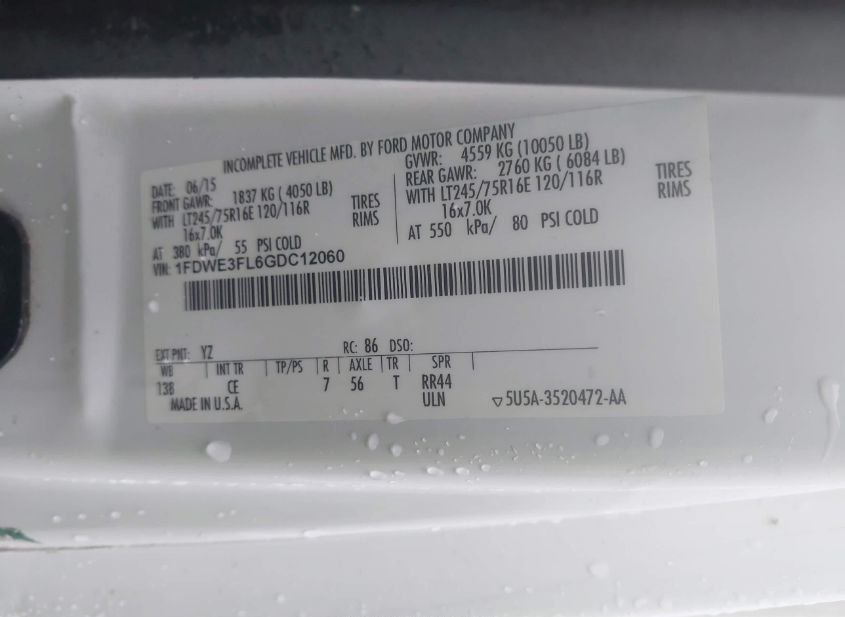 INCOMPLETE VEHICLE MFD. BY FORD MOTOR COMPANY
DATE: 06/15 GVWR: 4559 KG (10050 LB)
FRONT GAWR: 1837 KG ( 4050 LB) REAR GAWR: 2760 KG ( 6084 LB)
WITH LT245/75R16E 120/116R TIRES WITH LT245/75R16E 120/116R TIRES
16x7.0K RIMS 16x7.0K RIMS
AT 380 kPa/ 55 PSI COLD AT 550 kPa/ 80 PSI COLD
VIN: 1FDWE3FL6GDC12060
EXT PNT: YZ RC: 86 DSO:
WB INT TR TP/PS R AXLE TR SPR
138 CE 7 56 T RR44
MADE IN U.S.A. ULN ▽5U5A-3520472-AA